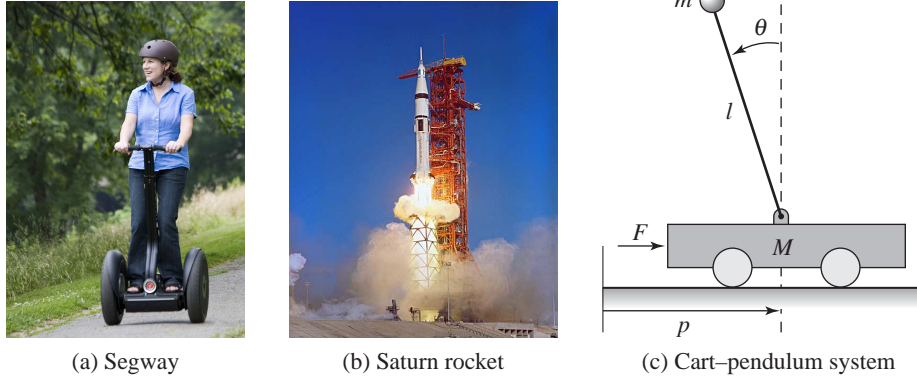 m
θ
l
F
M
p
(a) Segway
(b) Saturn rocket
(c) Cart–pendulum system